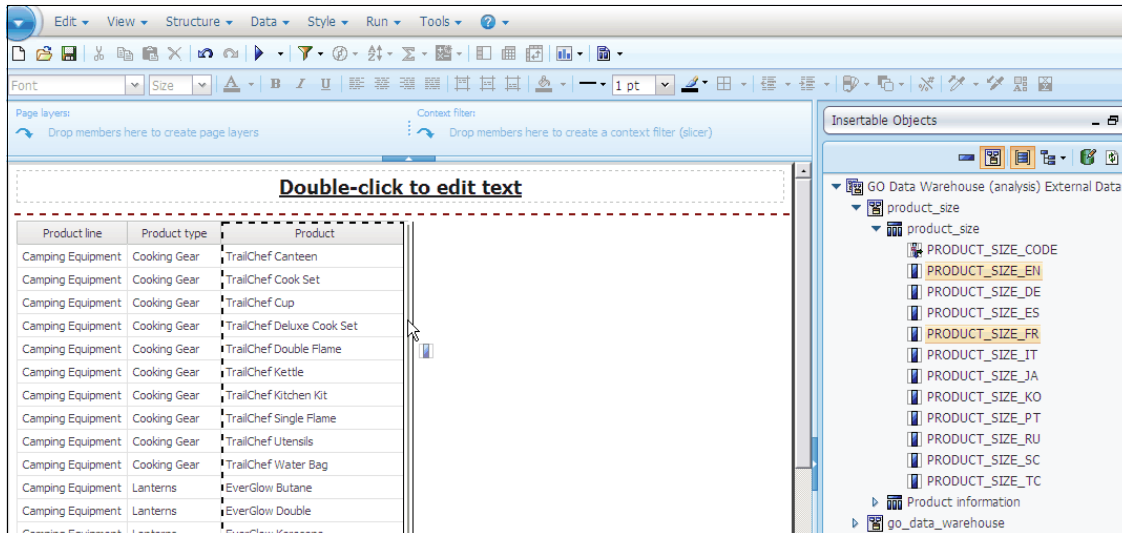 Edit View Structure Data Style Run Tools
Font Size A B I U 1 pt
Page layers:
Drop members here to create page layers
Context filter:
Drop members here to create a context filter (slicer)
Double-click to edit text
Product line Product type Product
Camping Equipment Cooking Gear TrailChef Canteen
Camping Equipment Cooking Gear TrailChef Cook Set
Camping Equipment Cooking Gear TrailChef Cup
Camping Equipment Cooking Gear TrailChef Deluxe Cook Set
Camping Equipment Cooking Gear TrailChef Double Flame
Camping Equipment Cooking Gear TrailChef Kettle
Camping Equipment Cooking Gear TrailChef Kitchen Kit
Camping Equipment Cooking Gear TrailChef Single Flame
Camping Equipment Cooking Gear TrailChef Utensils
Camping Equipment Cooking Gear TrailChef Water Bag
Camping Equipment Lanterns EverGlow Butane
Camping Equipment Lanterns EverGlow Double
Insertable Objects
GO Data Warehouse (analysis) External Data
product_size
product_size
PRODUCT_SIZE_CODE
PRODUCT_SIZE_EN
PRODUCT_SIZE_DE
PRODUCT_SIZE_ES
PRODUCT_SIZE_FR
PRODUCT_SIZE_IT
PRODUCT_SIZE_JA
PRODUCT_SIZE_KO
PRODUCT_SIZE_PT
PRODUCT_SIZE_RU
PRODUCT_SIZE_SC
PRODUCT_SIZE_TC
Product information
go_data_warehouse